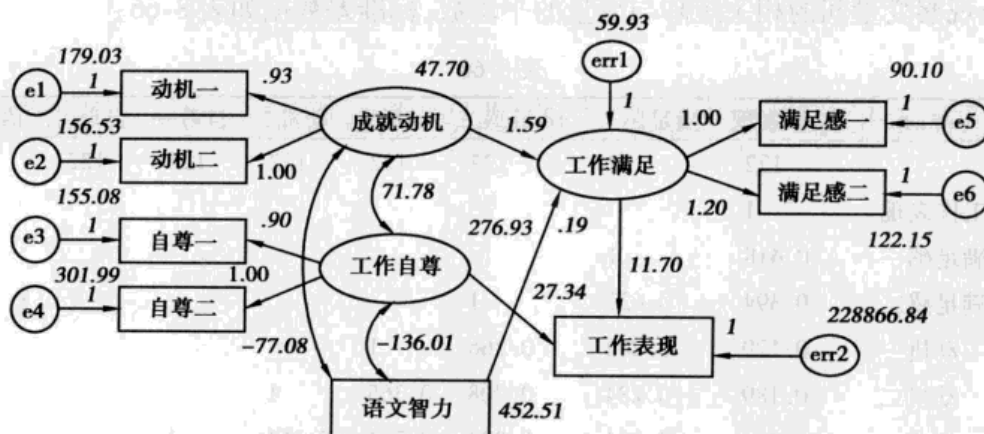 59.93
179.03
47.70
err1
90.10
e1
1
动机一
.93
成就动机
1
1.00
满足感一
1
e5
156.53
1.59
e2
1
动机二
1.00
工作满足
1
155.08
71.78
1.20
满足感二
e6
e3
1
自尊一
.90
276.93
.19
122.15
301.99
1.00
工作自尊
11.70
e4
1
自尊二
27.34
228866.84
-77.08
-136.01
工作表现
1
err2
语文智力
452.51